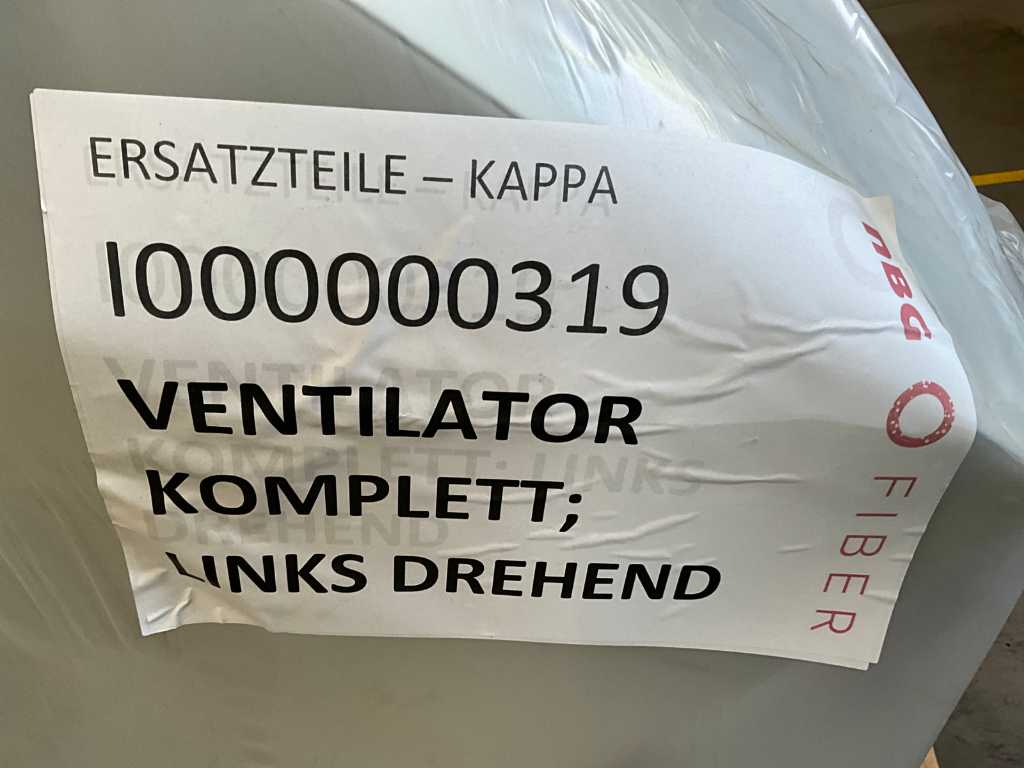 ERSATZTEILE – KAPPA
I000000319
VENTILATOR
KOMPLETT;
LINKS DREHEND
nBG
FIBER